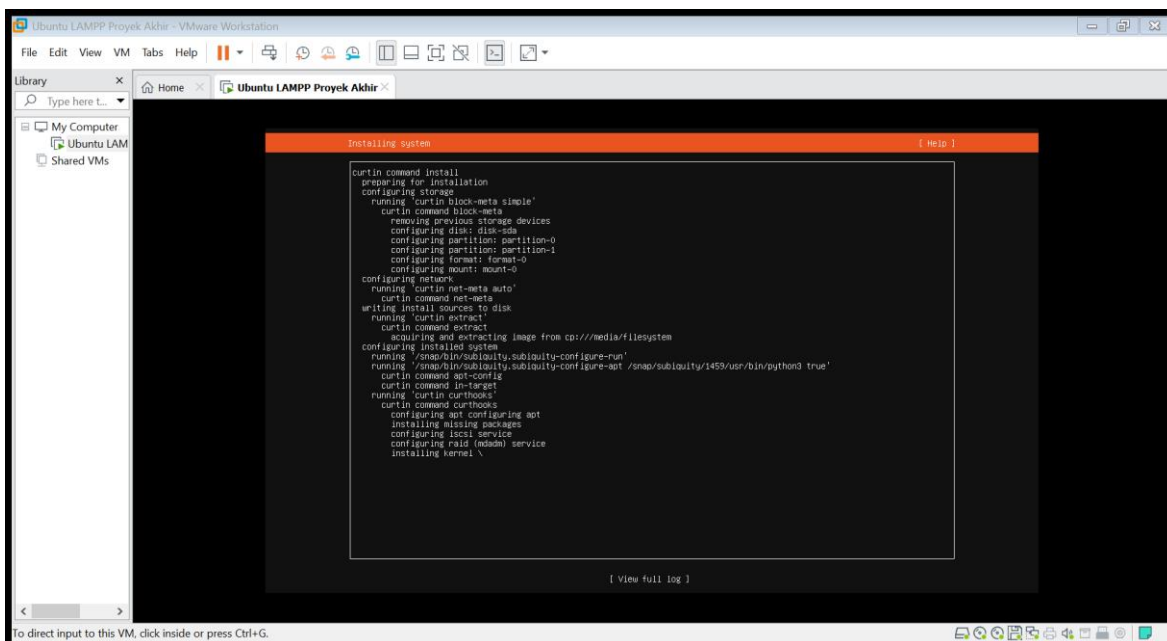 Ubuntu LAMPP Proyek Akhir - VMware Workstation
File Edit View VM Tabs Help
Library
Type here t...
My Computer
Ubuntu LAM
Shared VMs
Home
Ubuntu LAMPP Proyek Akhir
Installing system [ Help ]
curtin command install
preparing for installation
configuring storage
running 'curtin block-meta simple'
curtin command block-meta
removing previous storage devices
configuring disk: disk-sda
configuring partition: partition-0
configuring partition: partition-1
configuring format: format-0
configuring mount: mount-0
configuring network
running 'curtin net-meta auto'
curtin command net-meta
writing install sources to disk
running 'curtin extract'
curtin command extract
acquiring and extracting image from cp:///media/filesystem
configuring installed system
running '/snap/bin/subiquity.subiquity-configure-run'
running '/snap/bin/subiquity.subiquity-configure-apt /snap/subiquity/1459/usr/bin/python3 true'
curtin command apt-config
curtin command in-target
running 'curtin curthooks'
curtin command curthooks
configuring apt configuring apt
installing missing packages
configuring iscsi service
configuring raid (mdadm) service
installing kernel \
[ View full log ]
To direct input to this VM, click inside or press Ctrl+G.